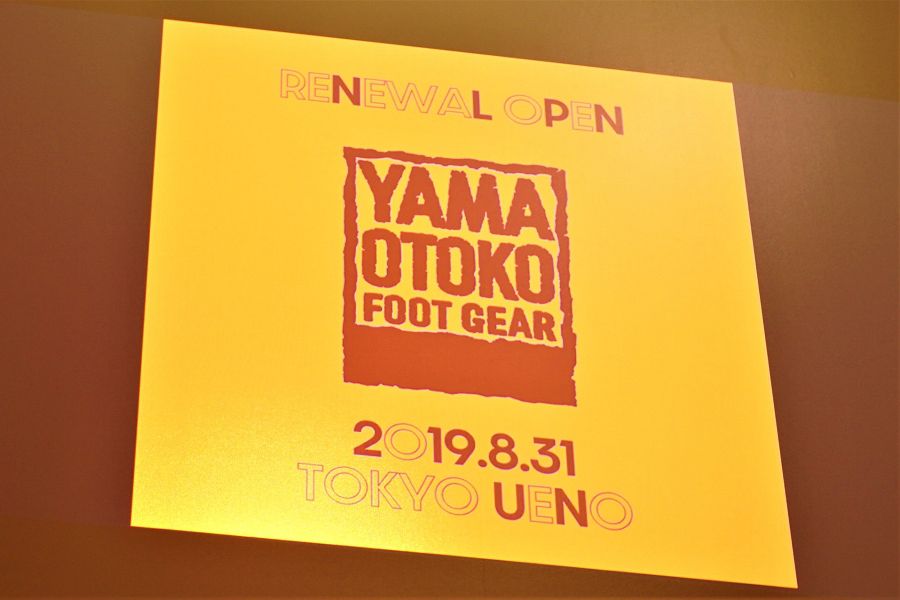 RENEWAL OPEN
YAMA
OTOKO
FOOT GEAR
2019.8.31
TOKYO UENO